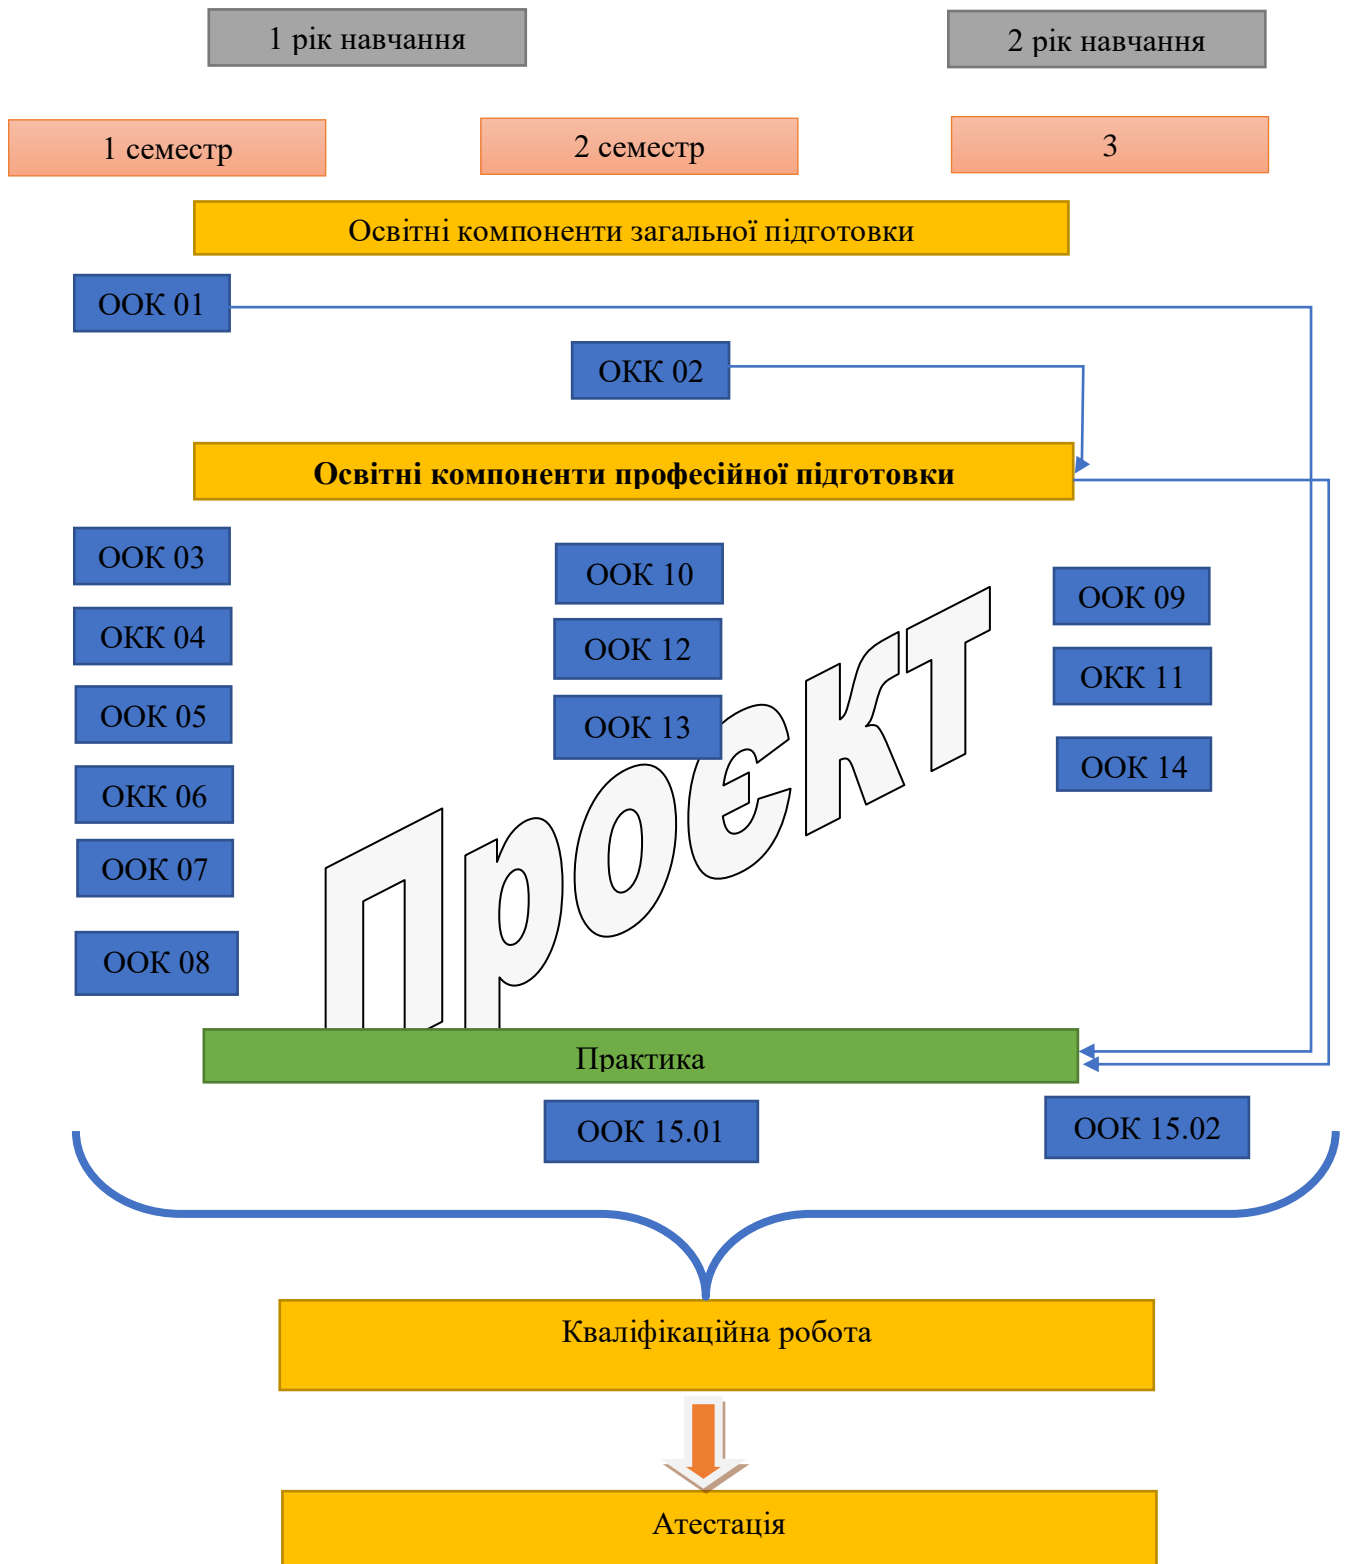 1 рік навчання
2 рік навчання
1 семестр
2 семестр
3
Освітні компоненти загальної підготовки
ООК 01
ОКК 02
Освітні компоненти професійної підготовки
ООК 03
ООК 10
ООК 09
ОКК 04
ООК 12
ОКК 11
ООК 05
ООК 13
ООК 14
ОКК 06
ООК 07
ООК 08
Проєкт
Практика
ООК 15.01
ООК 15.02
Кваліфікаційна робота
Атестація